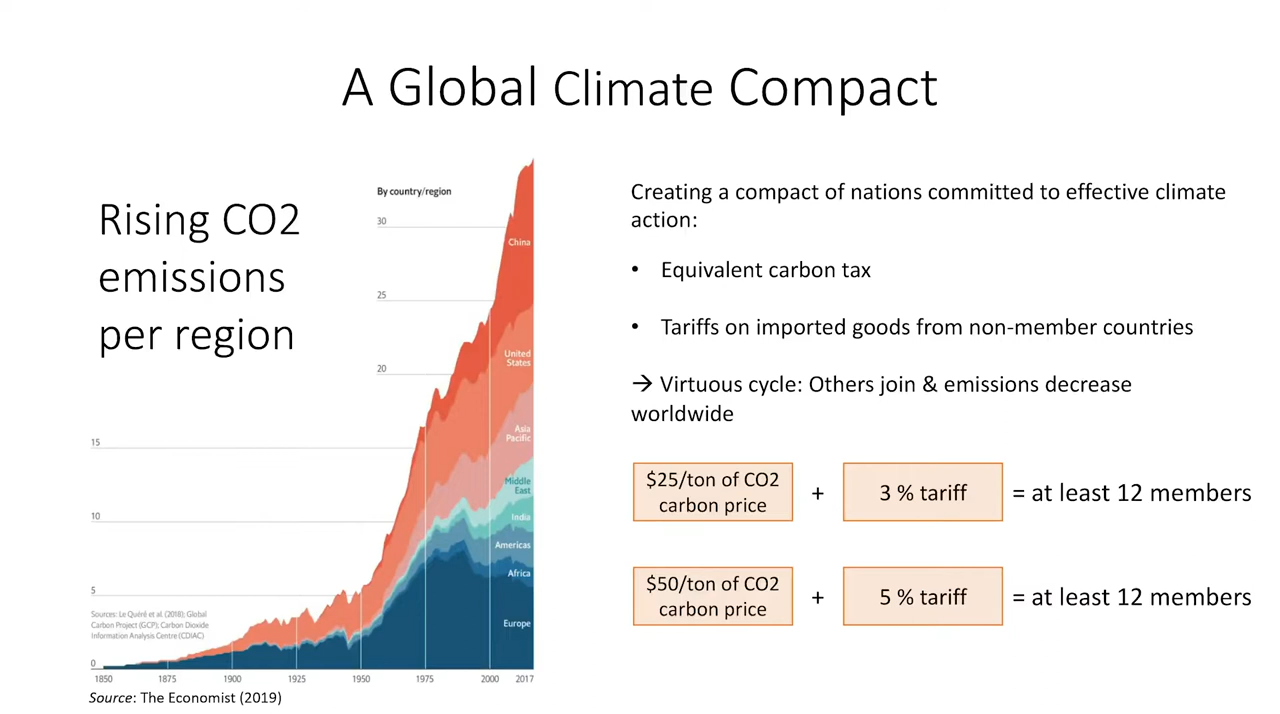 A Global Climate Compact
Rising CO2
emissions
per region
By country/region
30
25
20
15
10
5
0
China
United
States
Asia
Pacific
Middle
East
India
Americas
Africa
Europe
Sources: Le Quéré et al. (2018); Global
Carbon Project (GCP); Carbon Dioxide
Information Analysis Centre (CDIAC)
1850 1875 1900 1925 1950 1975 2000 2017
Source: The Economist (2019)
Creating a compact of nations committed to effective climate
action:
• Equivalent carbon tax
• Tariffs on imported goods from non-member countries
→ Virtuous cycle: Others join & emissions decrease
worldwide
$25/ton of CO2
carbon price
+ 3 % tariff = at least 12 members
$50/ton of CO2
carbon price
+ 5 % tariff = at least 12 members